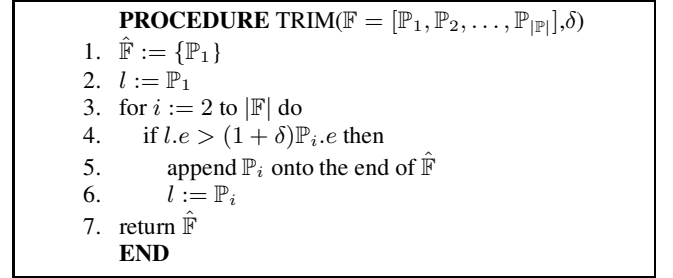 PROCEDURE TRIM(𝔽 = [ℙ₁, ℙ₂, . . . , ℙ_|ℙ|],δ)
1. 𝔽̂ := {ℙ₁}
2. l := ℙ₁
3. for i := 2 to |𝔽| do
4. if l.e > (1 + δ)ℙᵢ.e then
5. append ℙᵢ onto the end of 𝔽̂
6. l := ℙᵢ
7. return 𝔽̂
END